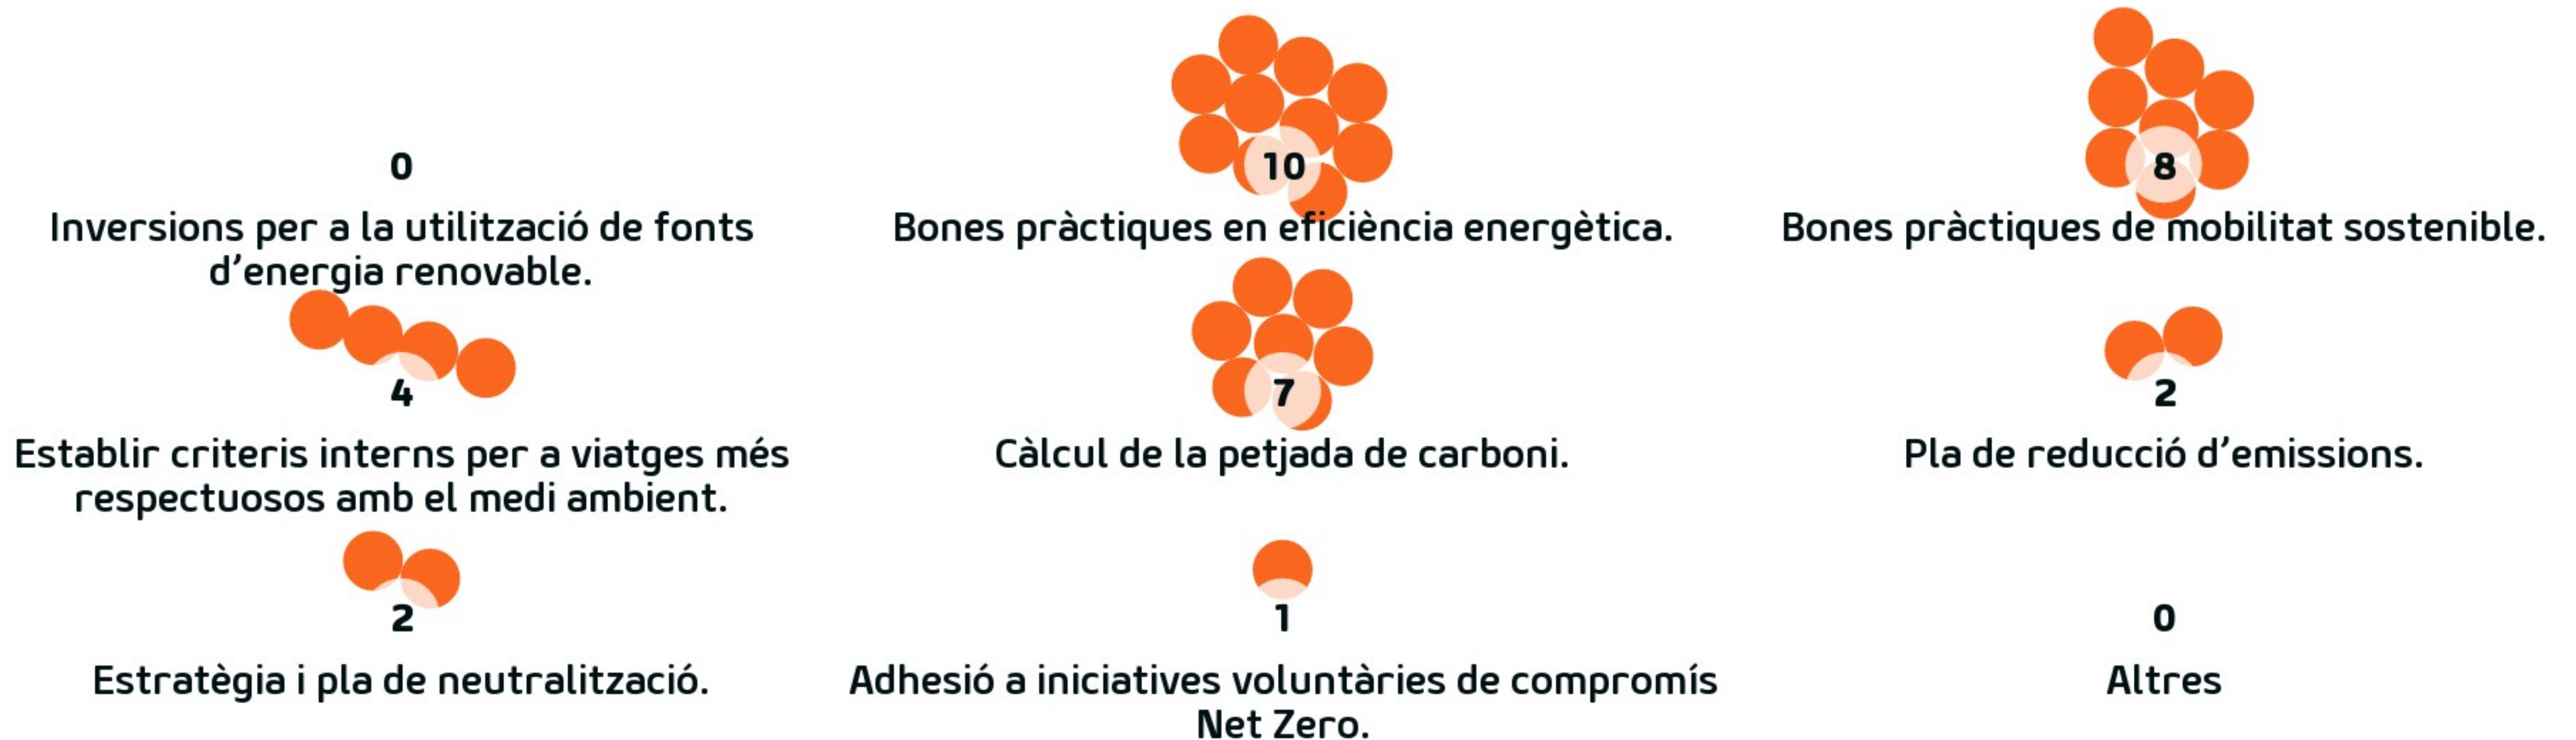 0
Inversions per a la utilització de fonts
d’energia renovable.
10
Bones pràctiques en eficiència energètica.
8
Bones pràctiques de mobilitat sostenible.
4
Establir criteris interns per a viatges més
respectuosos amb el medi ambient.
7
Càlcul de la petjada de carboni.
2
Pla de reducció d’emissions.
2
Estratègia i pla de neutralització.
1
Adhesió a iniciatives voluntàries de compromís
Net Zero.
0
Altres